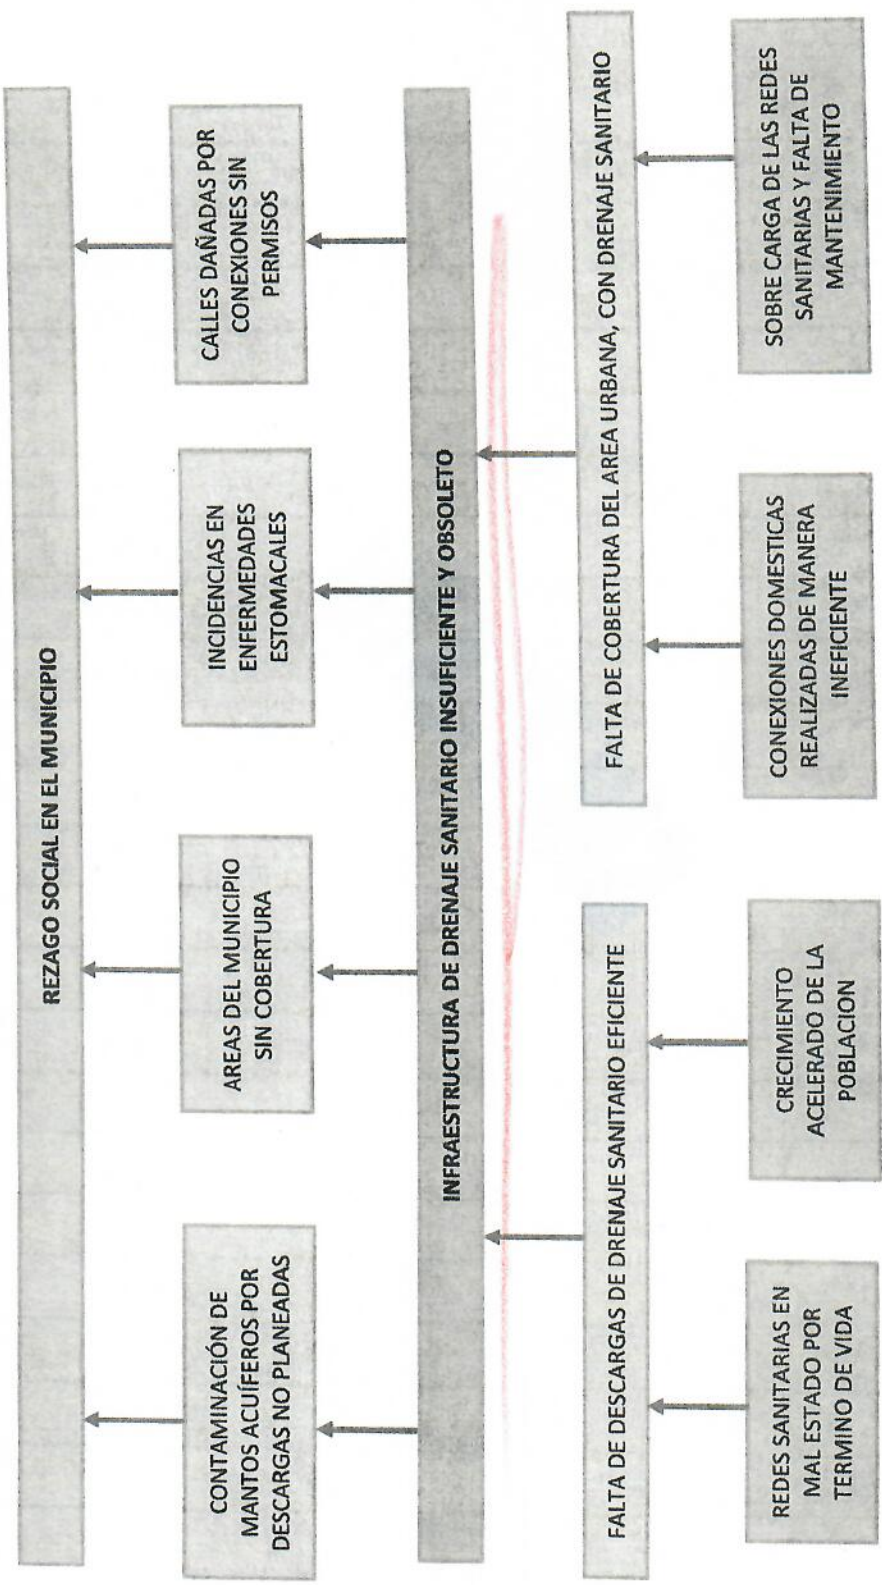 REZAGO SOCIAL EN EL MUNICIPIO
CONTAMINACIÓN DE
MANTOS ACUÍFEROS POR
DESCARGAS NO PLANEADAS
AREAS DEL MUNICIPIO
SIN COBERTURA
INCIDENCIAS EN
ENFERMEDADES
ESTOMACALES
CALLES DAÑADAS POR
CONEXIONES SIN
PERMISOS
INFRAESTRUCTURA DE DRENAJE SANITARIO INSUFICIENTE Y OBSOLETO
FALTA DE DESCARGAS DE DRENAJE SANITARIO EFICIENTE
FALTA DE COBERTURA DEL AREA URBANA, CON DRENAJE SANITARIO
REDES SANITARIAS EN
MAL ESTADO POR
TERMINO DE VIDA
CRECIMIENTO
ACELERADO DE LA
POBLACION
CONEXIONES DOMESTICAS
REALIZADAS DE MANERA
INEFICIENTE
SOBRE CARGA DE LAS REDES
SANITARIAS Y FALTA DE
MANTENIMIENTO